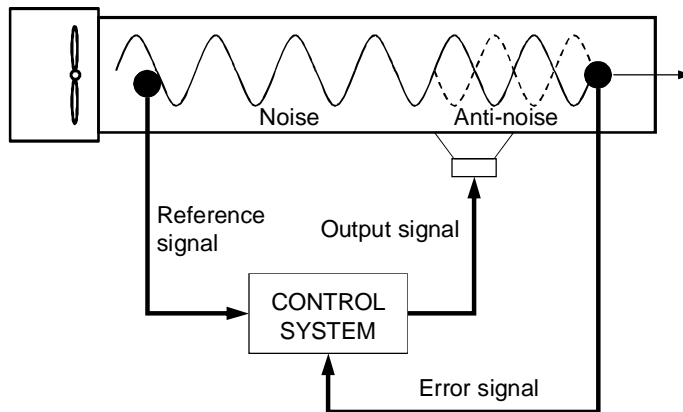 Noise
Anti-noise
Reference
signal
Output signal
CONTROL
SYSTEM
Error signal